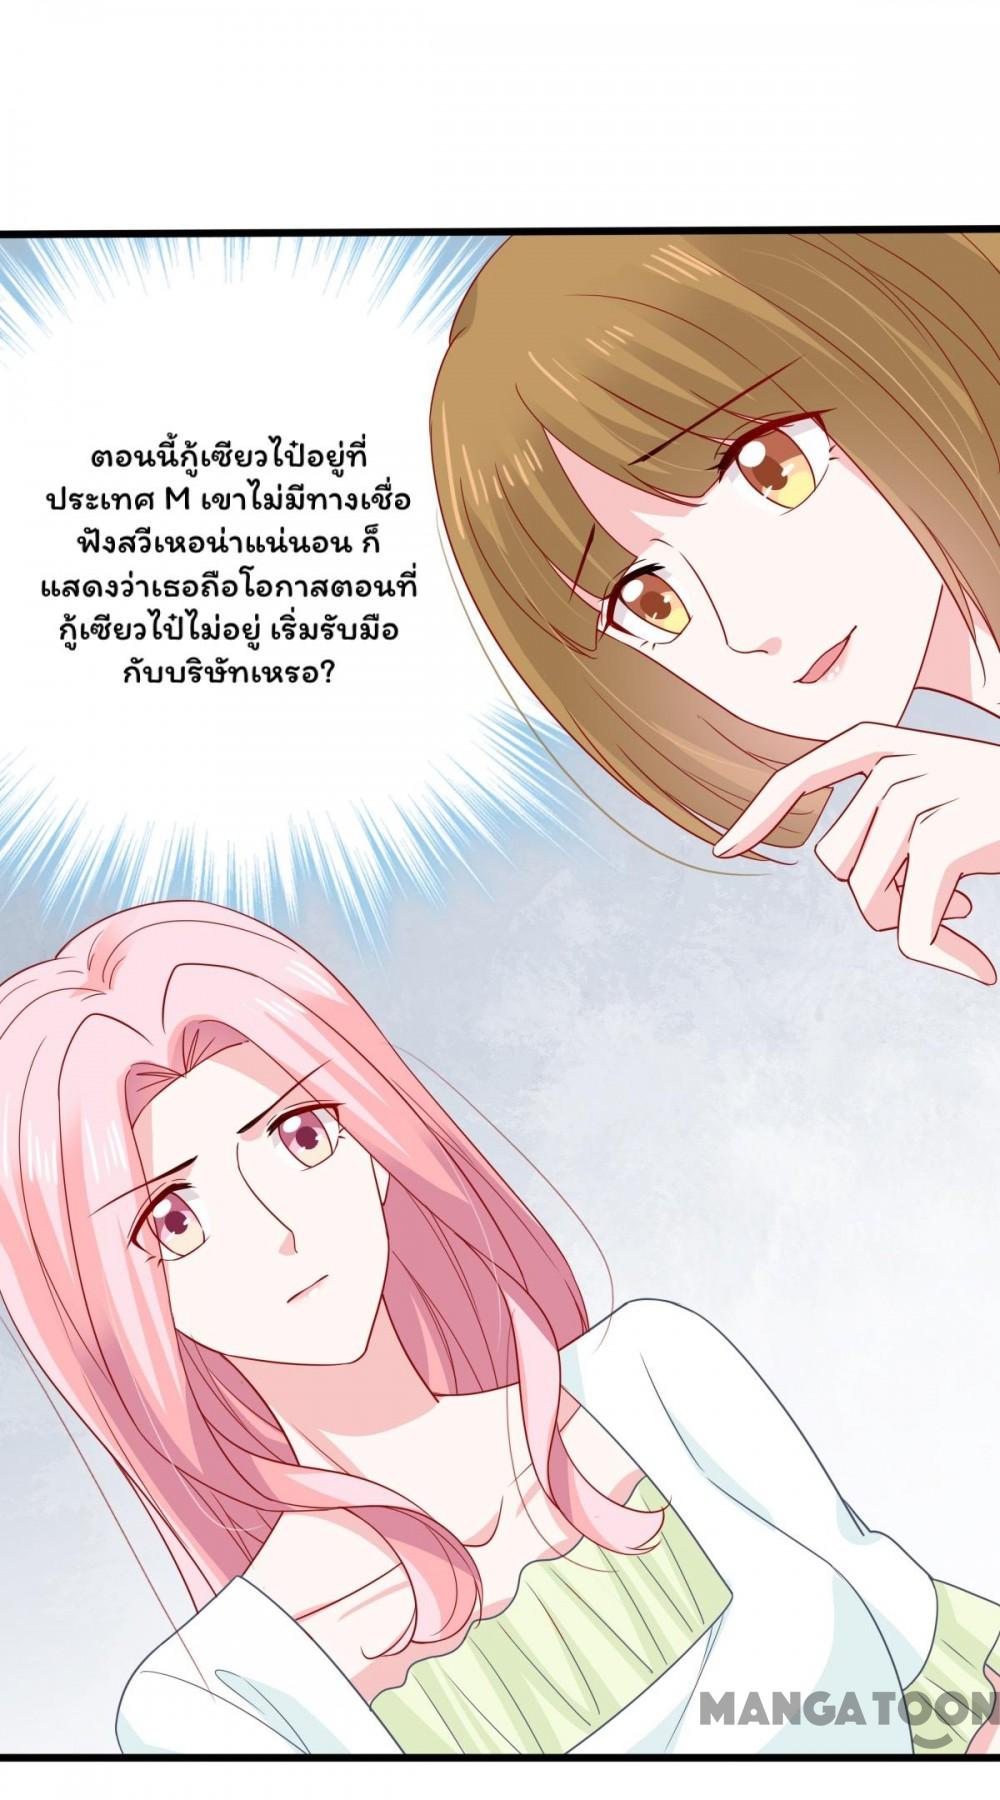 ตอนนี้กู้เซียวไป๋อยู่ที่
ประเทศ M เขาไม่มีทางเชื่อ
ฟังสวีเหอน่าแน่นอน ก็
แสดงว่าเธอถือโอกาสตอนที่
กู้เซียวไป๋ไม่อยู่ เริ่มรับมือ
กับบริษัทเหรอ?
MANGATOON